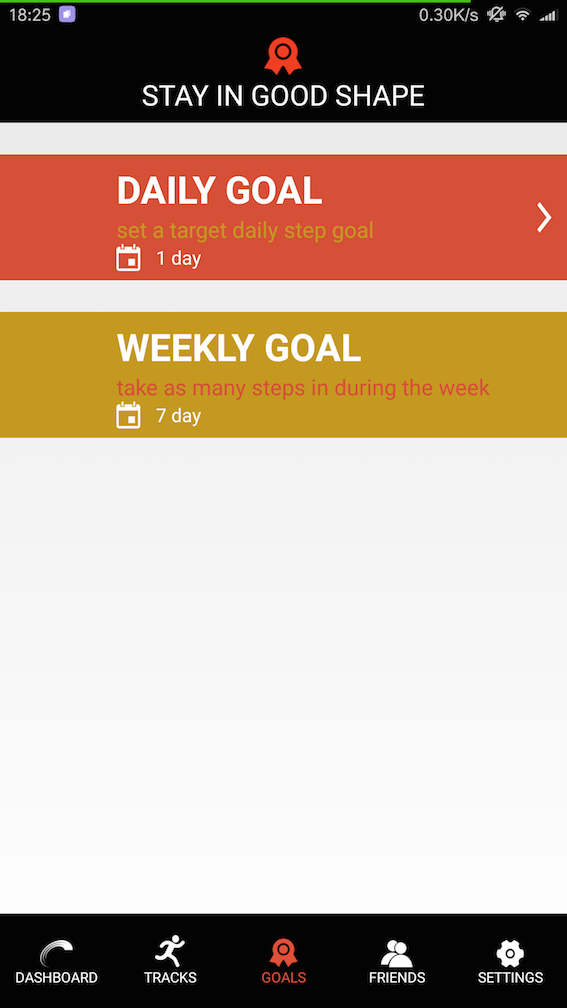 18:25
0.30K/s
STAY IN GOOD SHAPE
DAILY GOAL
set a target daily step goal
1 day
WEEKLY GOAL
take as many steps in during the week
7 day
DASHBOARD
TRACKS
GOALS
FRIENDS
SETTINGS